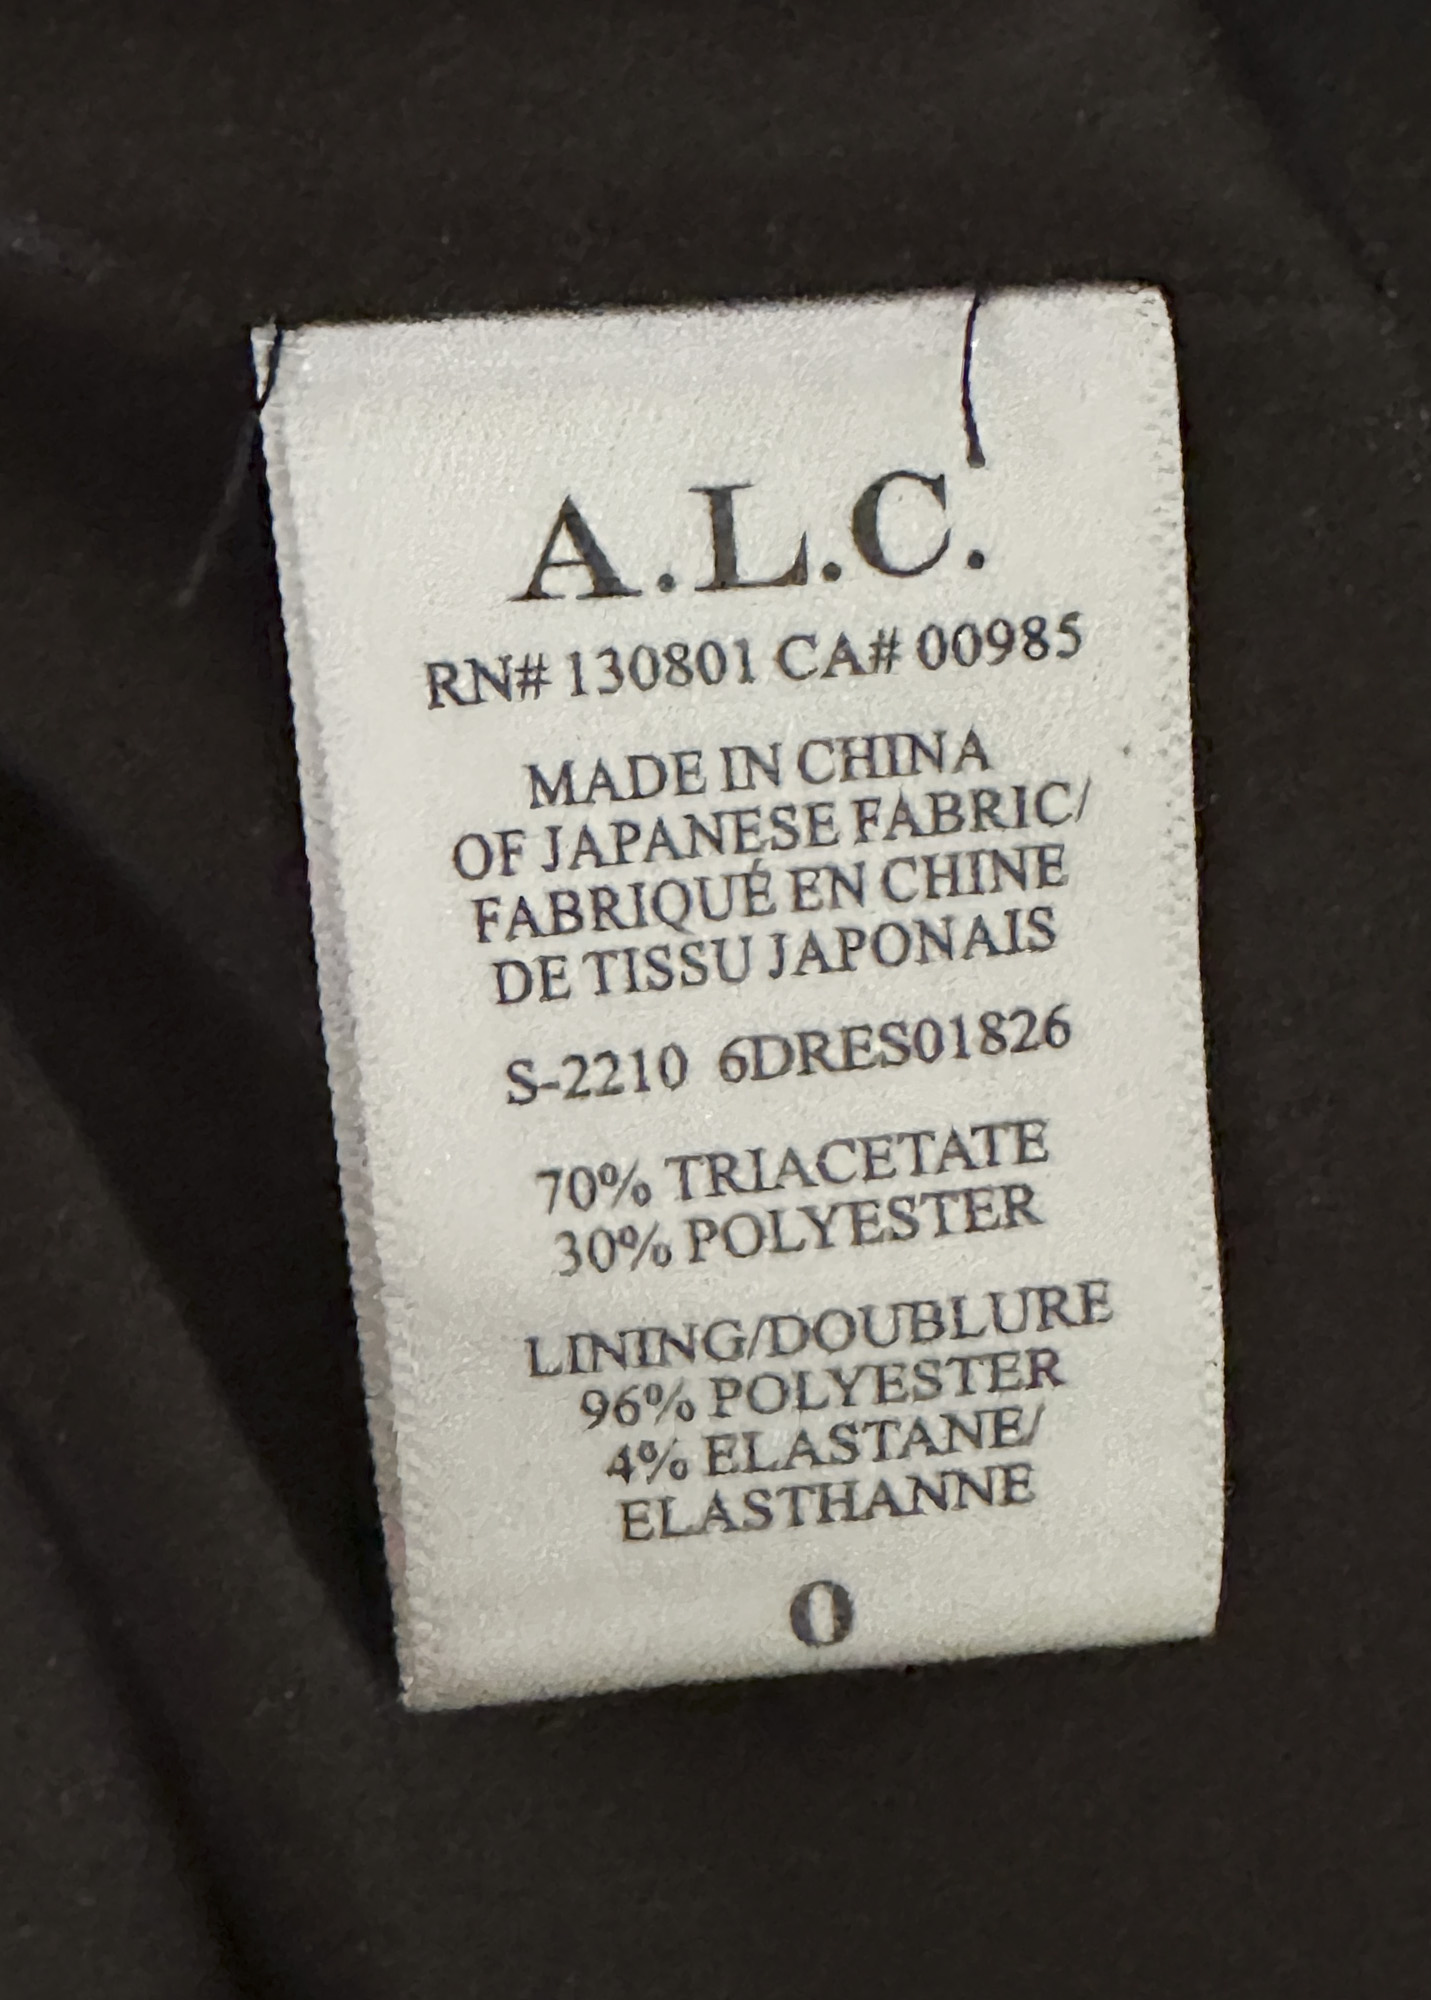 A.L.C.
RN# 130801 CA# 00985
MADE IN CHINA
OF JAPANESE FABRIC/
FABRIQUÉ EN CHINE
DE TISSU JAPONAIS
S-2210 6DRES01826
70% TRIACETATE
30% POLYESTER
LINING/DOUBLURE
96% POLYESTER
4% ELASTANE/
ELASTHANNE
0